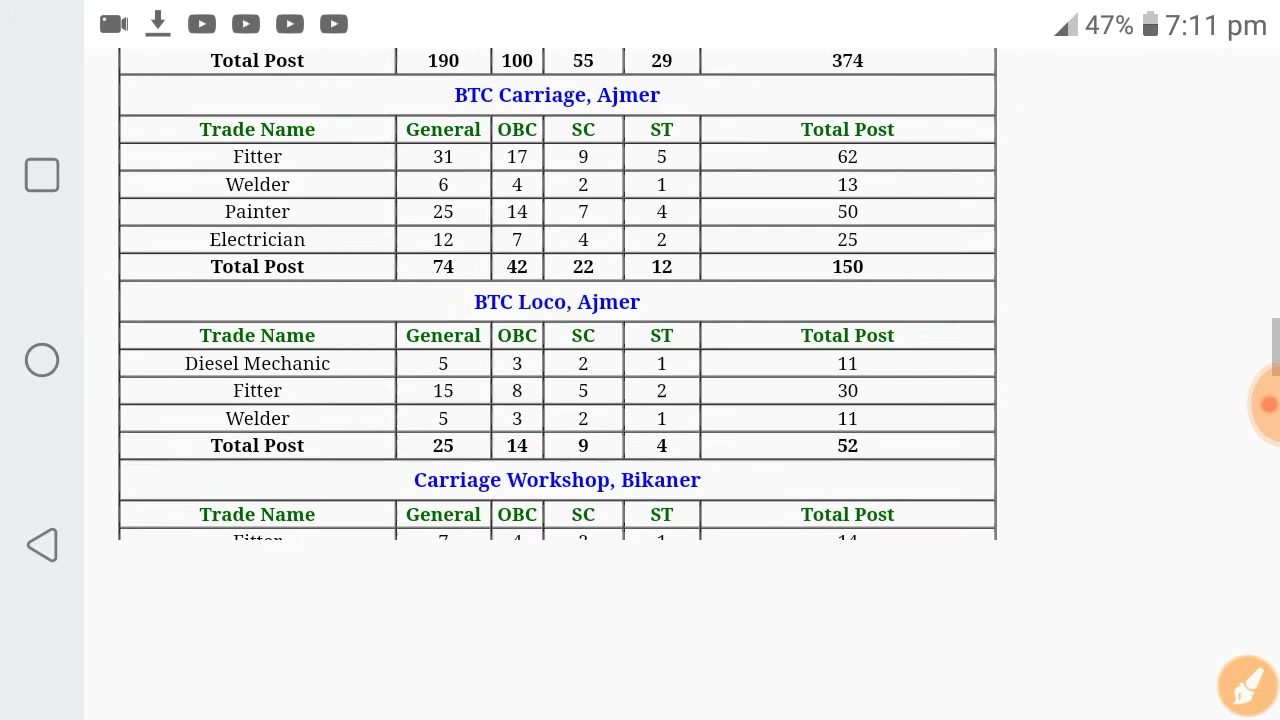 47% 7:11 pm
Total Post 190 100 55 29 374
BTC Carriage, Ajmer
Trade Name General OBC SC ST Total Post
Fitter 31 17 9 5 62
Welder 6 4 2 1 13
Painter 25 14 7 4 50
Electrician 12 7 4 2 25
Total Post 74 42 22 12 150
BTC Loco, Ajmer
Trade Name General OBC SC ST Total Post
Diesel Mechanic 5 3 2 1 11
Fitter 15 8 5 2 30
Welder 5 3 2 1 11
Total Post 25 14 9 4 52
Carriage Workshop, Bikaner
Trade Name General OBC SC ST Total Post
Fitter 7 4 1 14